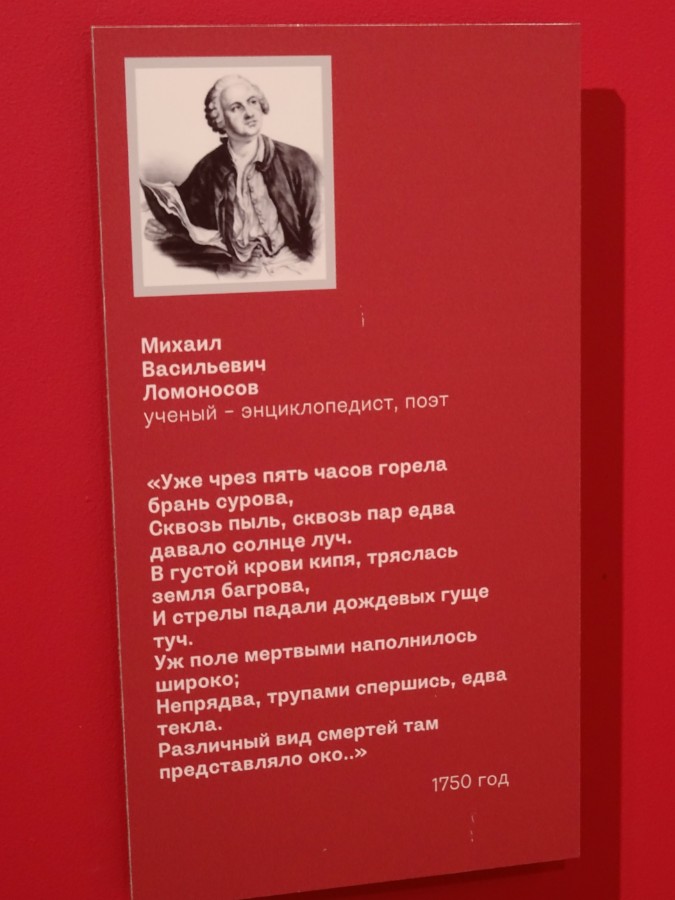 Михаил
Васильевич
Ломоносов
ученый – энциклопедист, поэт
«Уже чрез пять часов горела
брань сурова,
Сквозь пыль, сквозь пар едва
давало солнце луч.
В густой крови кипя, тряслась
земля багрова,
И стрелы падали дождевых гуще
туч.
Уж поле мертвыми наполнилось
широко;
Непрядва, трупами спершись, едва
текла.
Различный вид смертей там
представляло око..»
1750 год